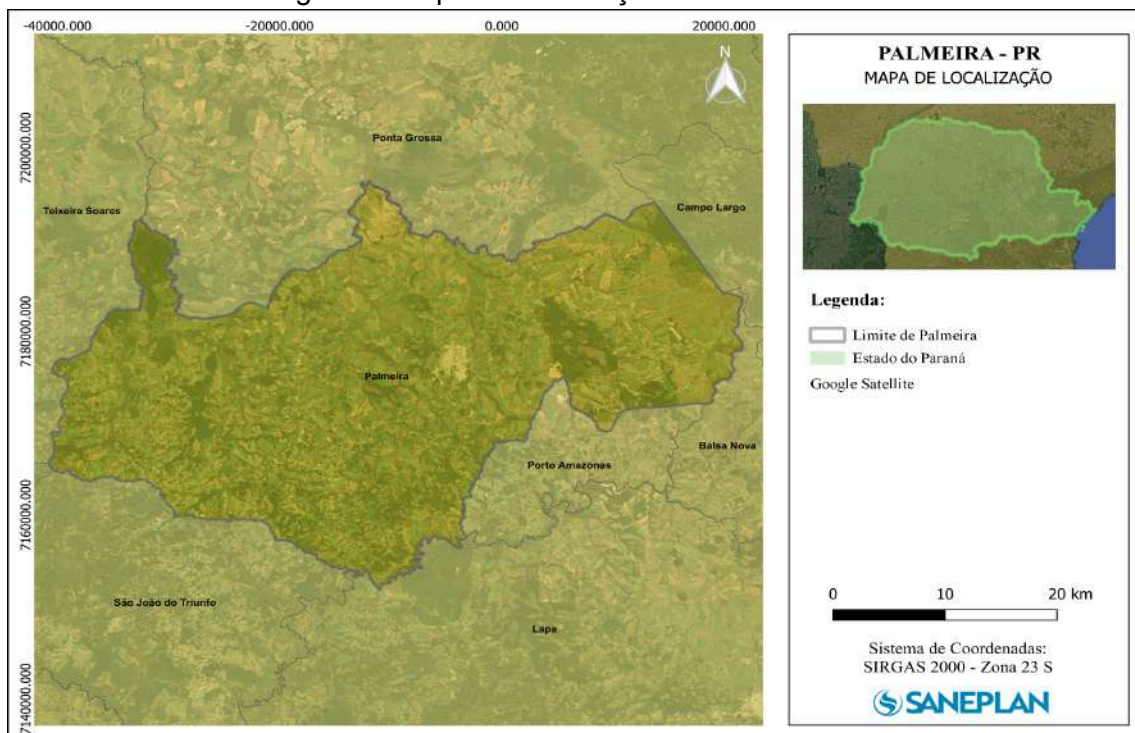 -40000.000
-20000.000
0.000
20000.000
7200000.000
7180000.000
7160000.000
7140000.000
N
Ponta Grossa
Teixeira Soares
Campo Largo
Palmeira
Balsa Nova
Porto Amazonas
São João do Triunfo
Lapa
PALMEIRA - PR
MAPA DE LOCALIZAÇÃO
Legenda:
Limite de Palmeira
Estado do Paraná
Google Satellite
0 10 20 km
Sistema de Coordenadas:
SIRGAS 2000 - Zona 23 S
SANEPLAN